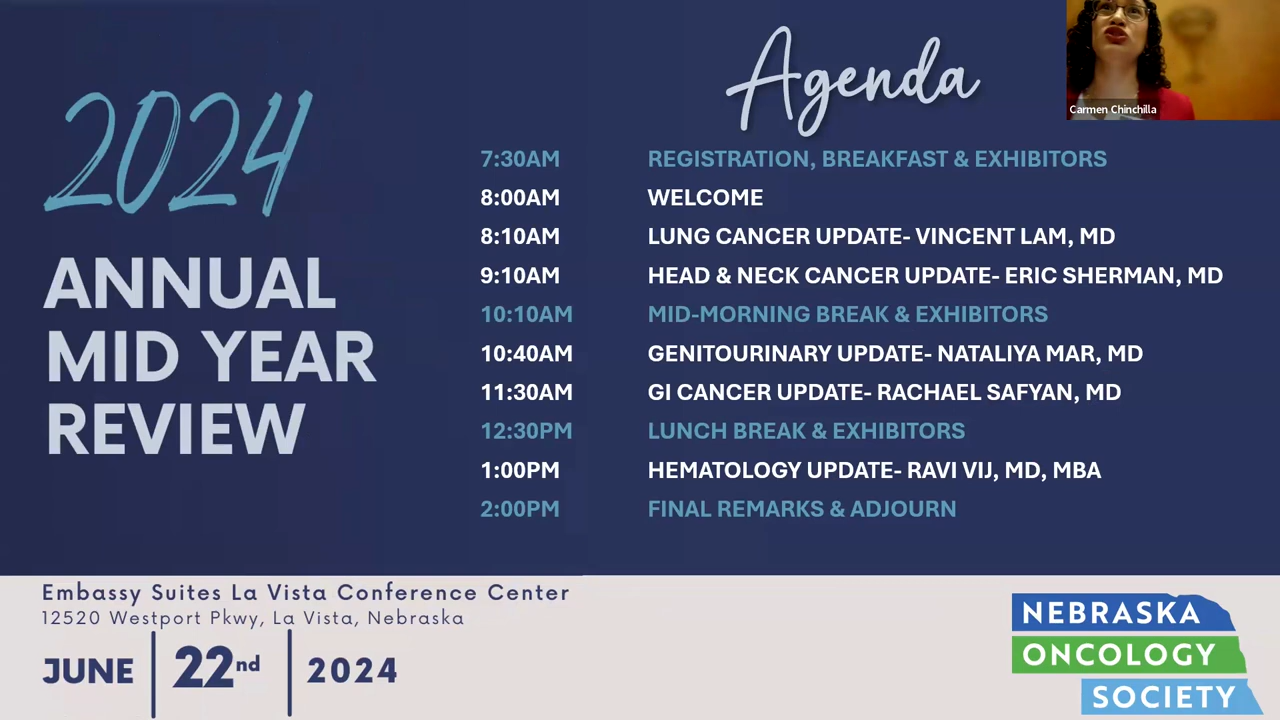 2024
ANNUAL
MID YEAR
REVIEW
Agenda
Carmen Chinchilla
7:30AM REGISTRATION, BREAKFAST & EXHIBITORS
8:00AM WELCOME
8:10AM LUNG CANCER UPDATE- VINCENT LAM, MD
9:10AM HEAD & NECK CANCER UPDATE- ERIC SHERMAN, MD
10:10AM MID-MORNING BREAK & EXHIBITORS
10:40AM GENITOURINARY UPDATE- NATALIYA MAR, MD
11:30AM GI CANCER UPDATE- RACHAEL SAFYAN, MD
12:30PM LUNCH BREAK & EXHIBITORS
1:00PM HEMATOLOGY UPDATE- RAVI VIJ, MD, MBA
2:00PM FINAL REMARKS & ADJOURN
Embassy Suites La Vista Conference Center
12520 Westport Pkwy, La Vista, Nebraska
JUNE 22nd 2024
NEBRASKA
ONCOLOGY
SOCIETY